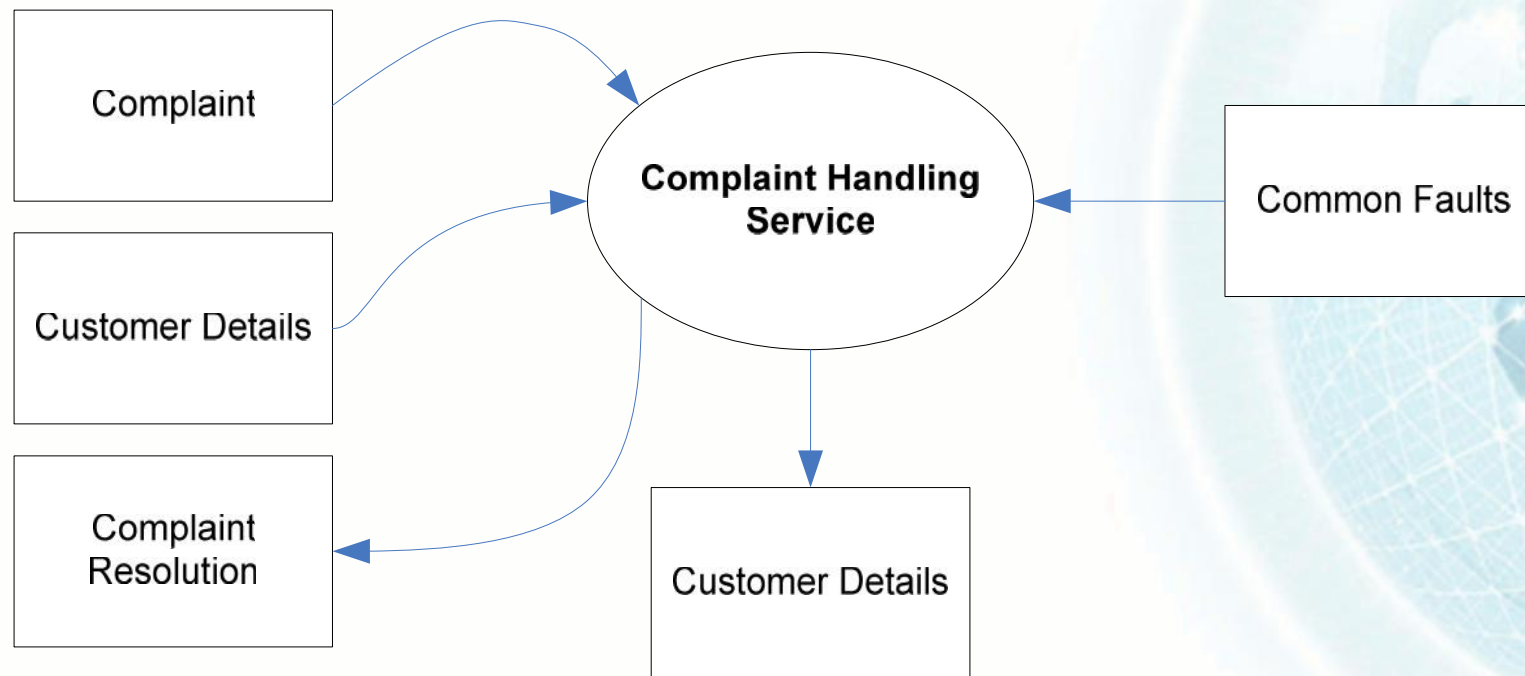 Complaint
Complaint Handling
Service
Common Faults
Customer Details
Complaint
Resolution
Customer Details